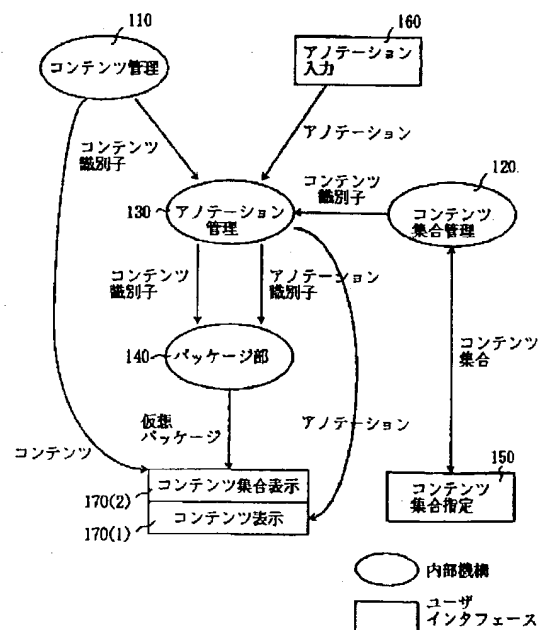 110
コンテンツ管理
160
アノテーション
入力
コンテンツ
識別子
アノテーション
コンテンツ
識別子
120
コンテンツ
集合管理
130
アノテーション
管理
コンテンツ
識別子
アノテーション
識別子
140
パッケージ部
コンテンツ
集合
仮想
パッケージ
アノテーション
コンテンツ
150
コンテンツ
集合指定
170(2)
コンテンツ集合表示
170(1)
コンテンツ表示
内部機構
ユーザ
インタフェース